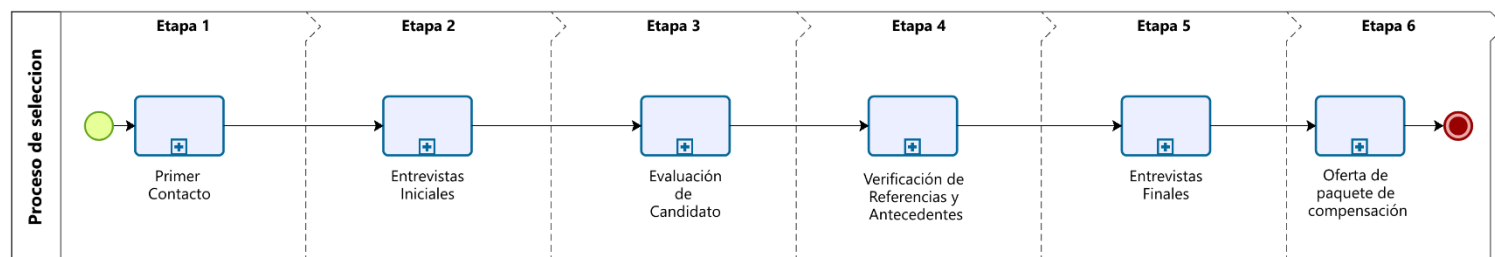 Proceso de seleccion
Etapa 1
Etapa 2
Etapa 3
Etapa 4
Etapa 5
Etapa 6
Primer
Contacto
Entrevistas
Iniciales
Evaluación
de
Candidato
Verificación de
Referencias y
Antecedentes
Entrevistas
Finales
Oferta de
paquete de
compensación